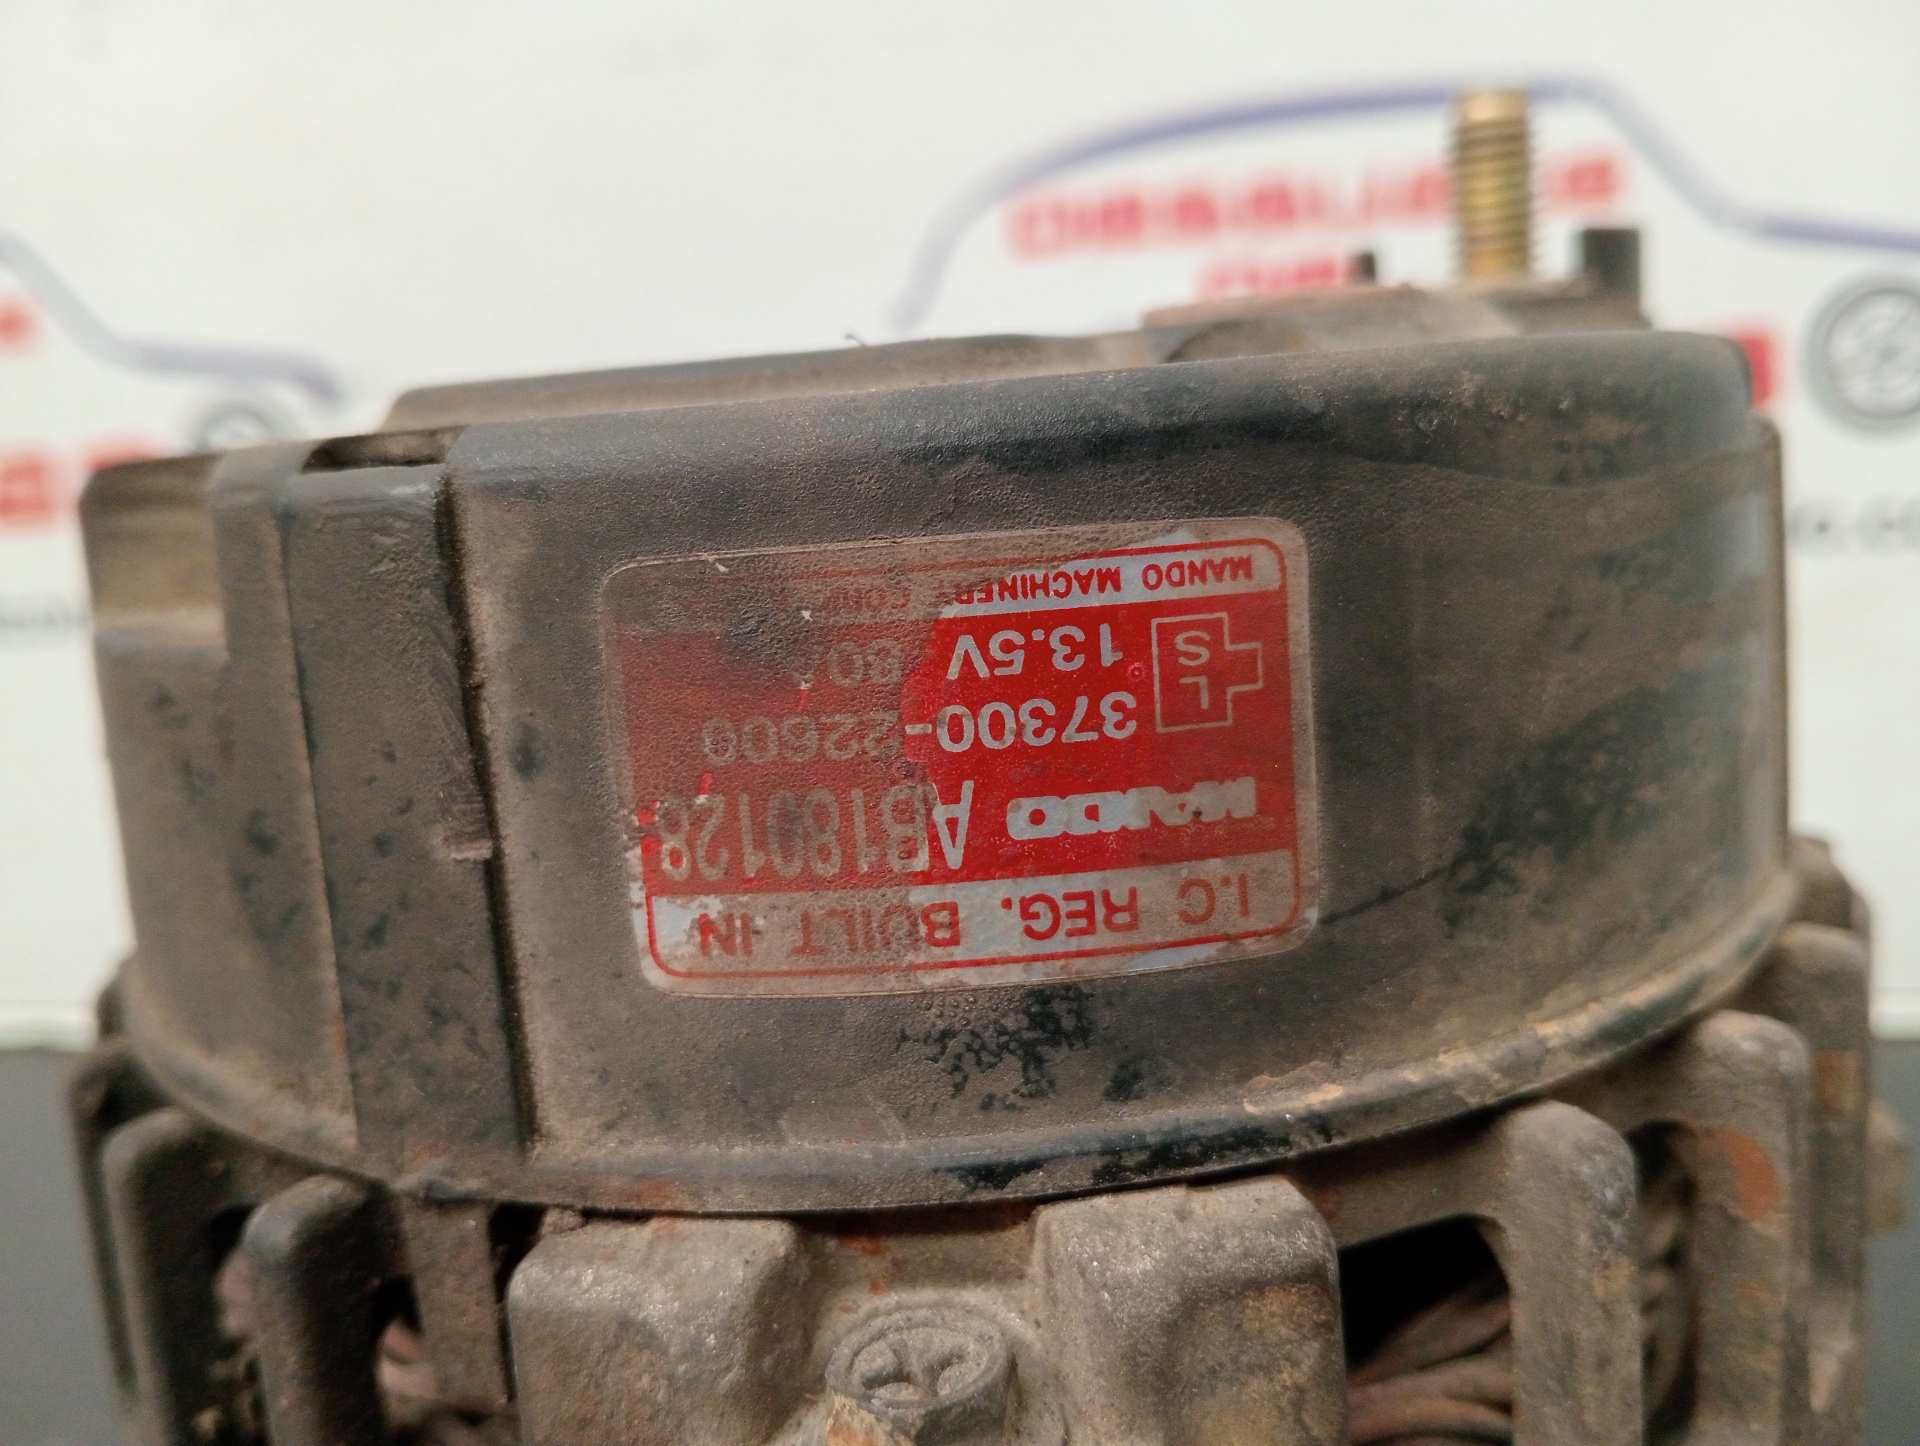 I.C REG. BUILT IN
MANDO AB180128
37300-22600
13.5V 80A
L S
MANDO MACHINERY CORP.